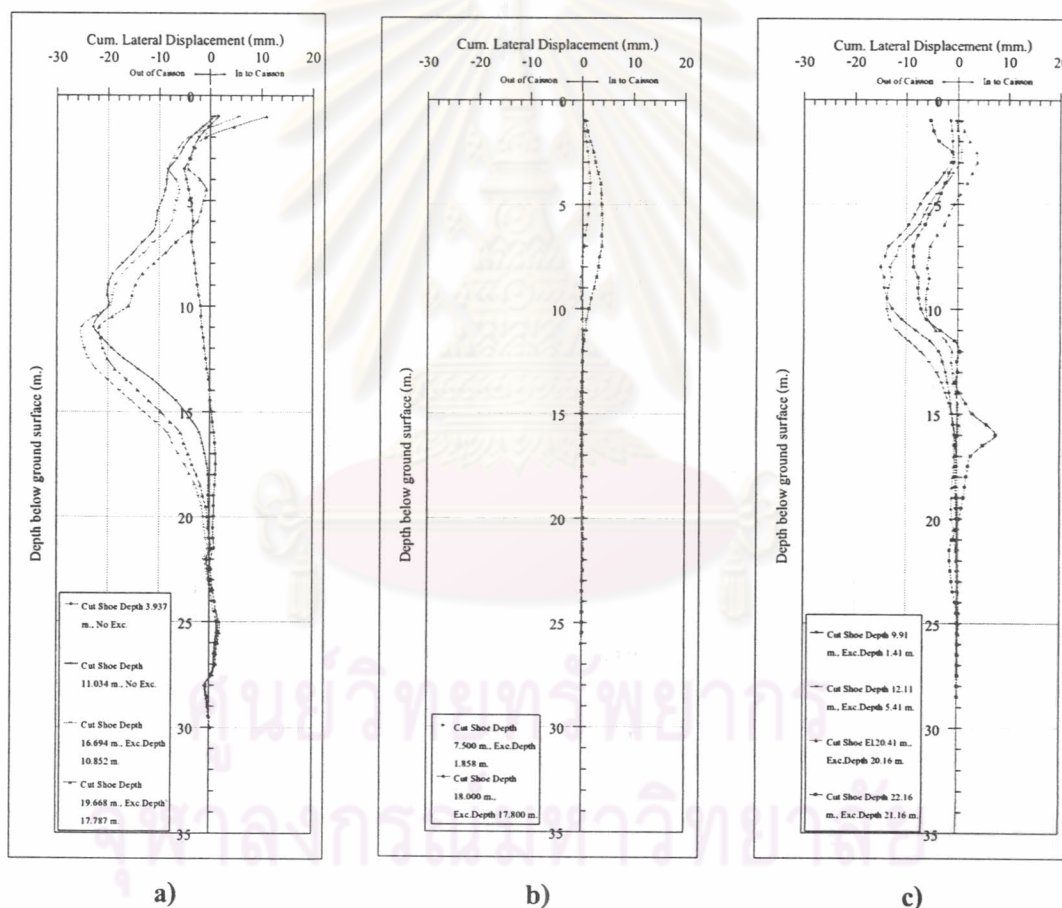 Cum. Lateral Displacement (mm.)
-30 -20 -10 0 10 20
Out of Caisson In to Caisson
0
5
10
15
20
25
30
35
Depth below ground surface (m.)
Cut Shoe Depth 3.937
m., No Exc.
Cut Shoe Depth
11.034 m., No Exc.
Cut Shoe Depth
16.694 m., Exc.Depth
10.852 m.
Cut Shoe Depth
19.668 m., Exc.Depth
17.787 m.
a)
Cum. Lateral Displacement (mm.)
-30 -20 -10 0 10 20
Out of Caisson In to Caisson
0
5
10
15
20
25
30
35
Depth below ground surface (m.)
Cut Shoe Depth
7.500 m., Exc.Depth
1.858 m.
Cut Shoe Depth
18.000 m.,
Exc.Depth 17.800 m.
b)
Cum. Lateral Displacement (mm.)
-30 -20 -10 0 10 20
Out of Caisson In to Caisson
0
5
10
15
20
25
30
35
Depth below ground surface (m.)
Cut Shoe Depth 9.91
m., Exc.Depth 1.41 m.
Cut Shoe Depth 12.11
m., Exc.Depth 5.41 m.
Cut Shoe El20.41 m.,
Exc.Depth 20.16 m.
Cut Shoe Depth 22.16
m., Exc.Depth 21.16 m.
c)
ศูนย์วิทยทรัพยากร
จุฬาลงกรณ์มหาวิทยาลัย